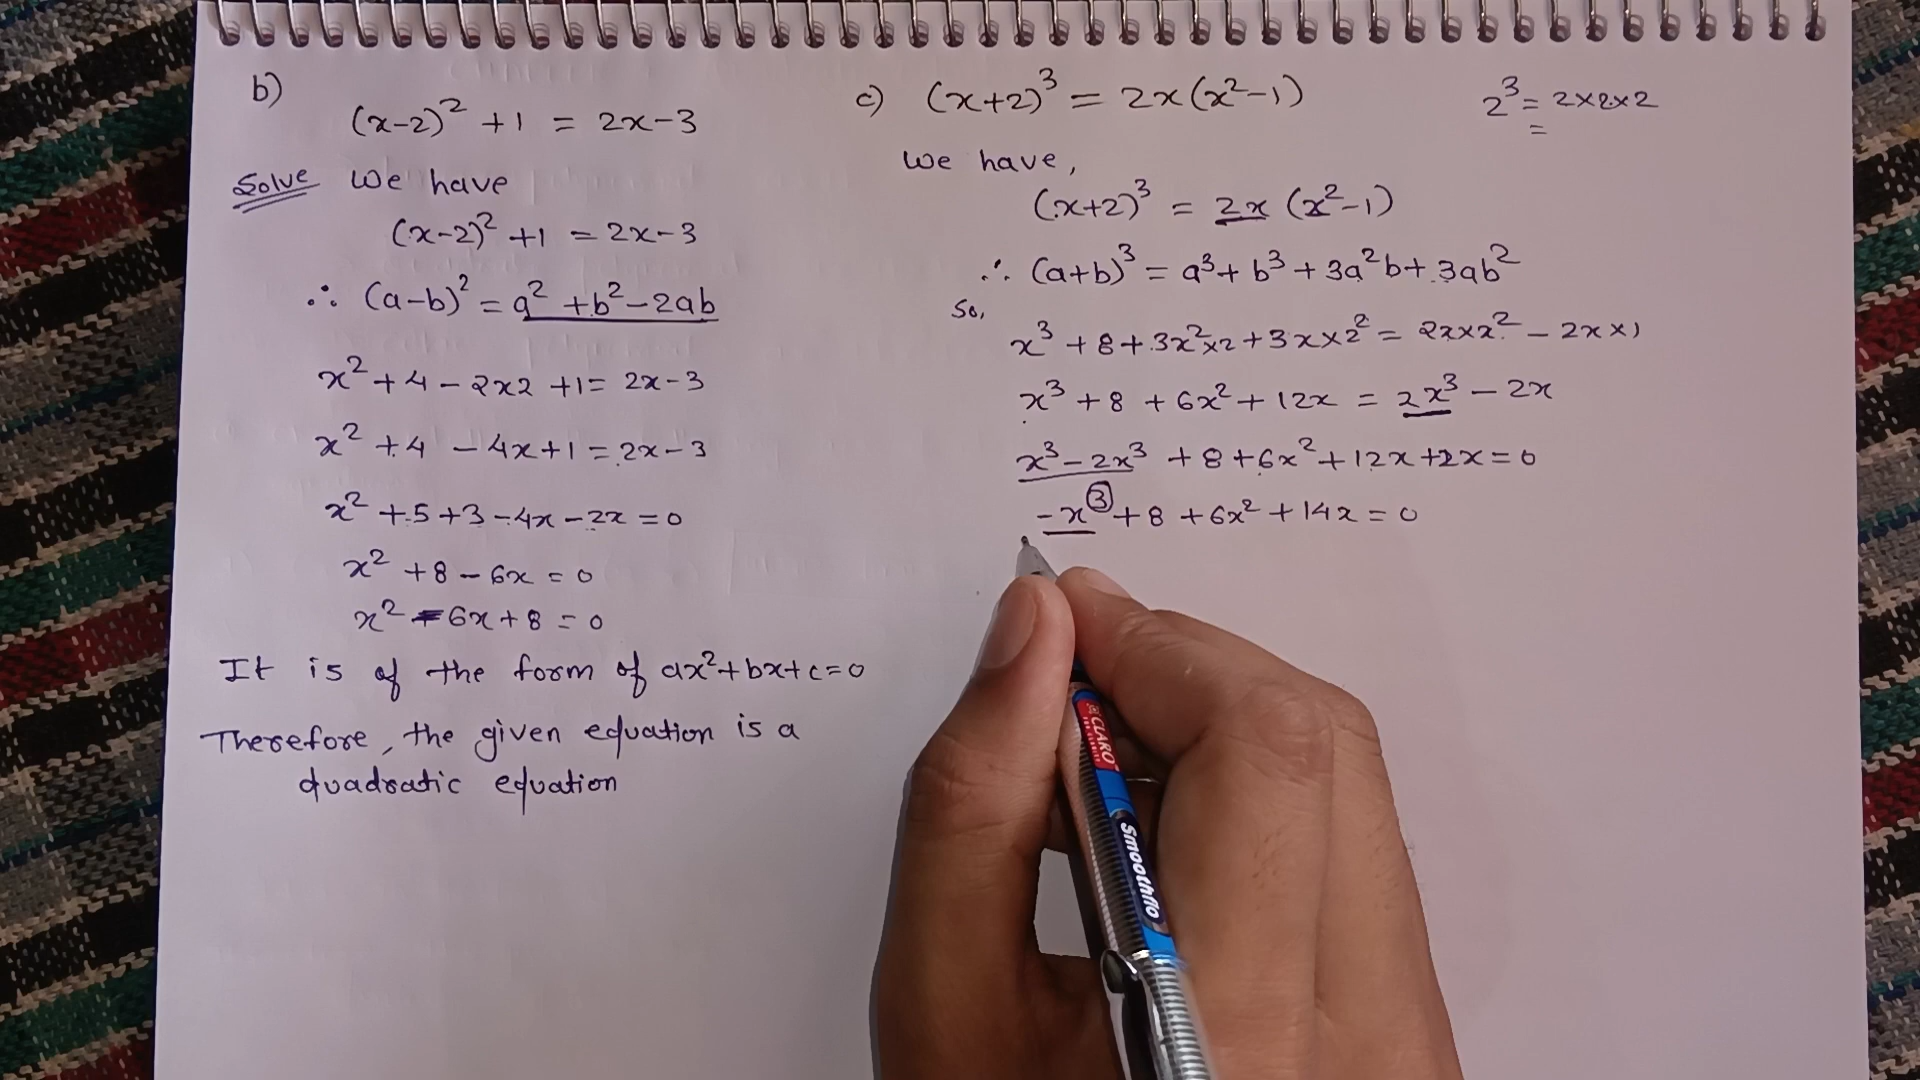 b)
(x-2)² +1 = 2x-3
Solve We have
(x-2)² +1 = 2x-3
∴ (a-b)² = a² +b²-2ab
x² +4 - 2x2 +1= 2x-3
x² +4 - 4x+1 = 2x-3
x² +5+3-4x-2x = 0
x² +8-6x = 0
x² -6x+8 = 0
It is of the form of ax²+bx+c=0
Therefore, the given equation is a
quadratic equation
c) (x+2)³ = 2x(x²-1)
2³ = 2×2×2
=
We have,
(x+2)³ = 2x (x²-1)
∴ (a+b)³ = a³+b³+3a²b+3ab²
So,
x³ +8+3x²×2+3x×2² = 2x×x² - 2x×1
x³ +8 +6x²+12x = 2x³ - 2x
x³-2x³ +8+6x²+12x+2x=0
-x³+8 +6x²+14x = 0
CLARO
Smoothflo